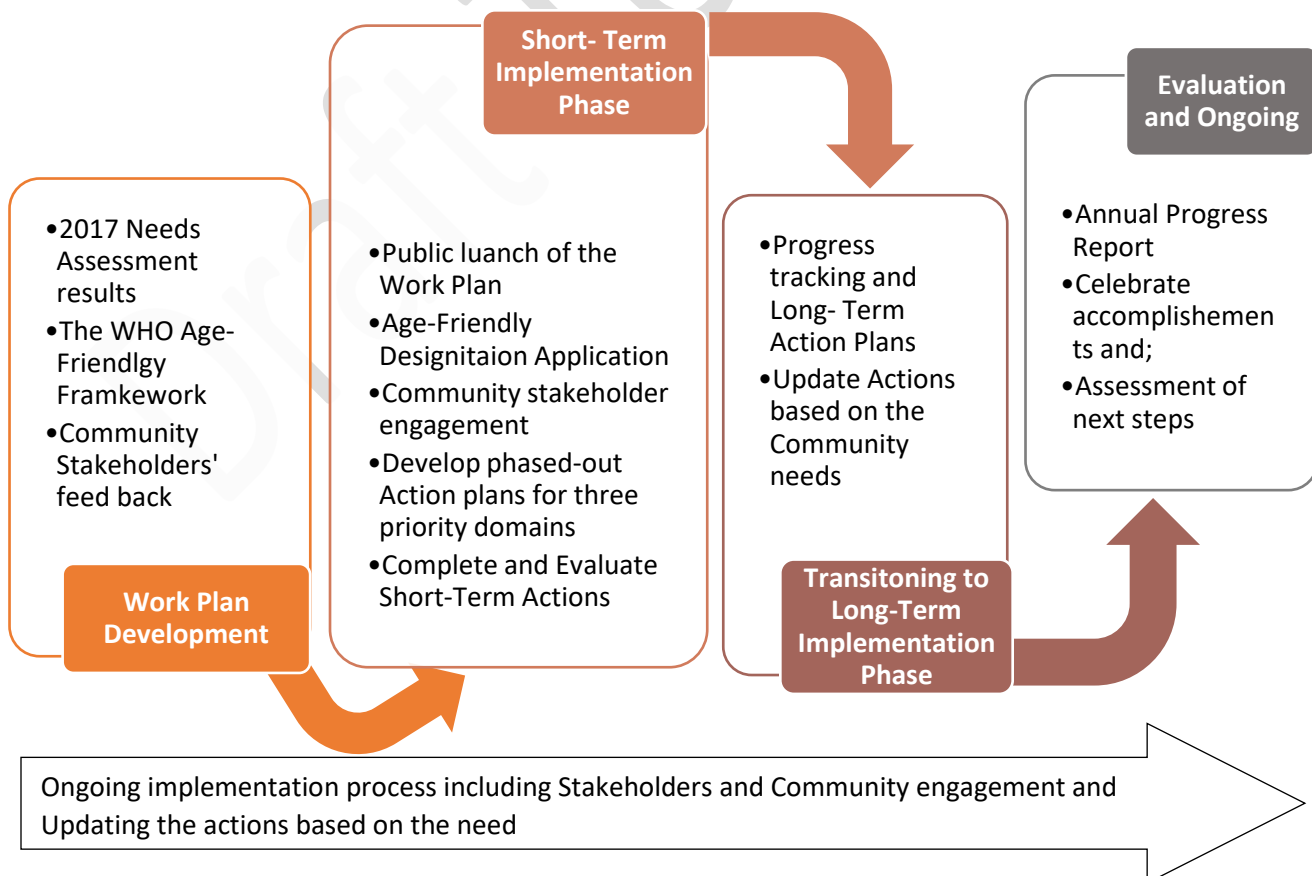 Draft
Work Plan
Development
•2017 Needs
Assessment
results
•The WHO Age-
Friendlgy
Framkework
•Community
Stakeholders'
feed back
Short- Term
Implementation
Phase
•Public luanch of the
Work Plan
•Age-Friendly
Designitaion Application
•Community stakeholder
engagement
•Develop phased-out
Action plans for three
priority domains
•Complete and Evaluate
Short-Term Actions
Transitoning to
Long-Term
Implementation
Phase
•Progress
tracking and
Long- Term
Action Plans
•Update Actions
based on the
Community
needs
Evaluation
and Ongoing
•Annual Progress
Report
•Celebrate
accomplishemen
ts and;
•Assessment of
next steps
Ongoing implementation process including Stakeholders and Community engagement and
Updating the actions based on the need